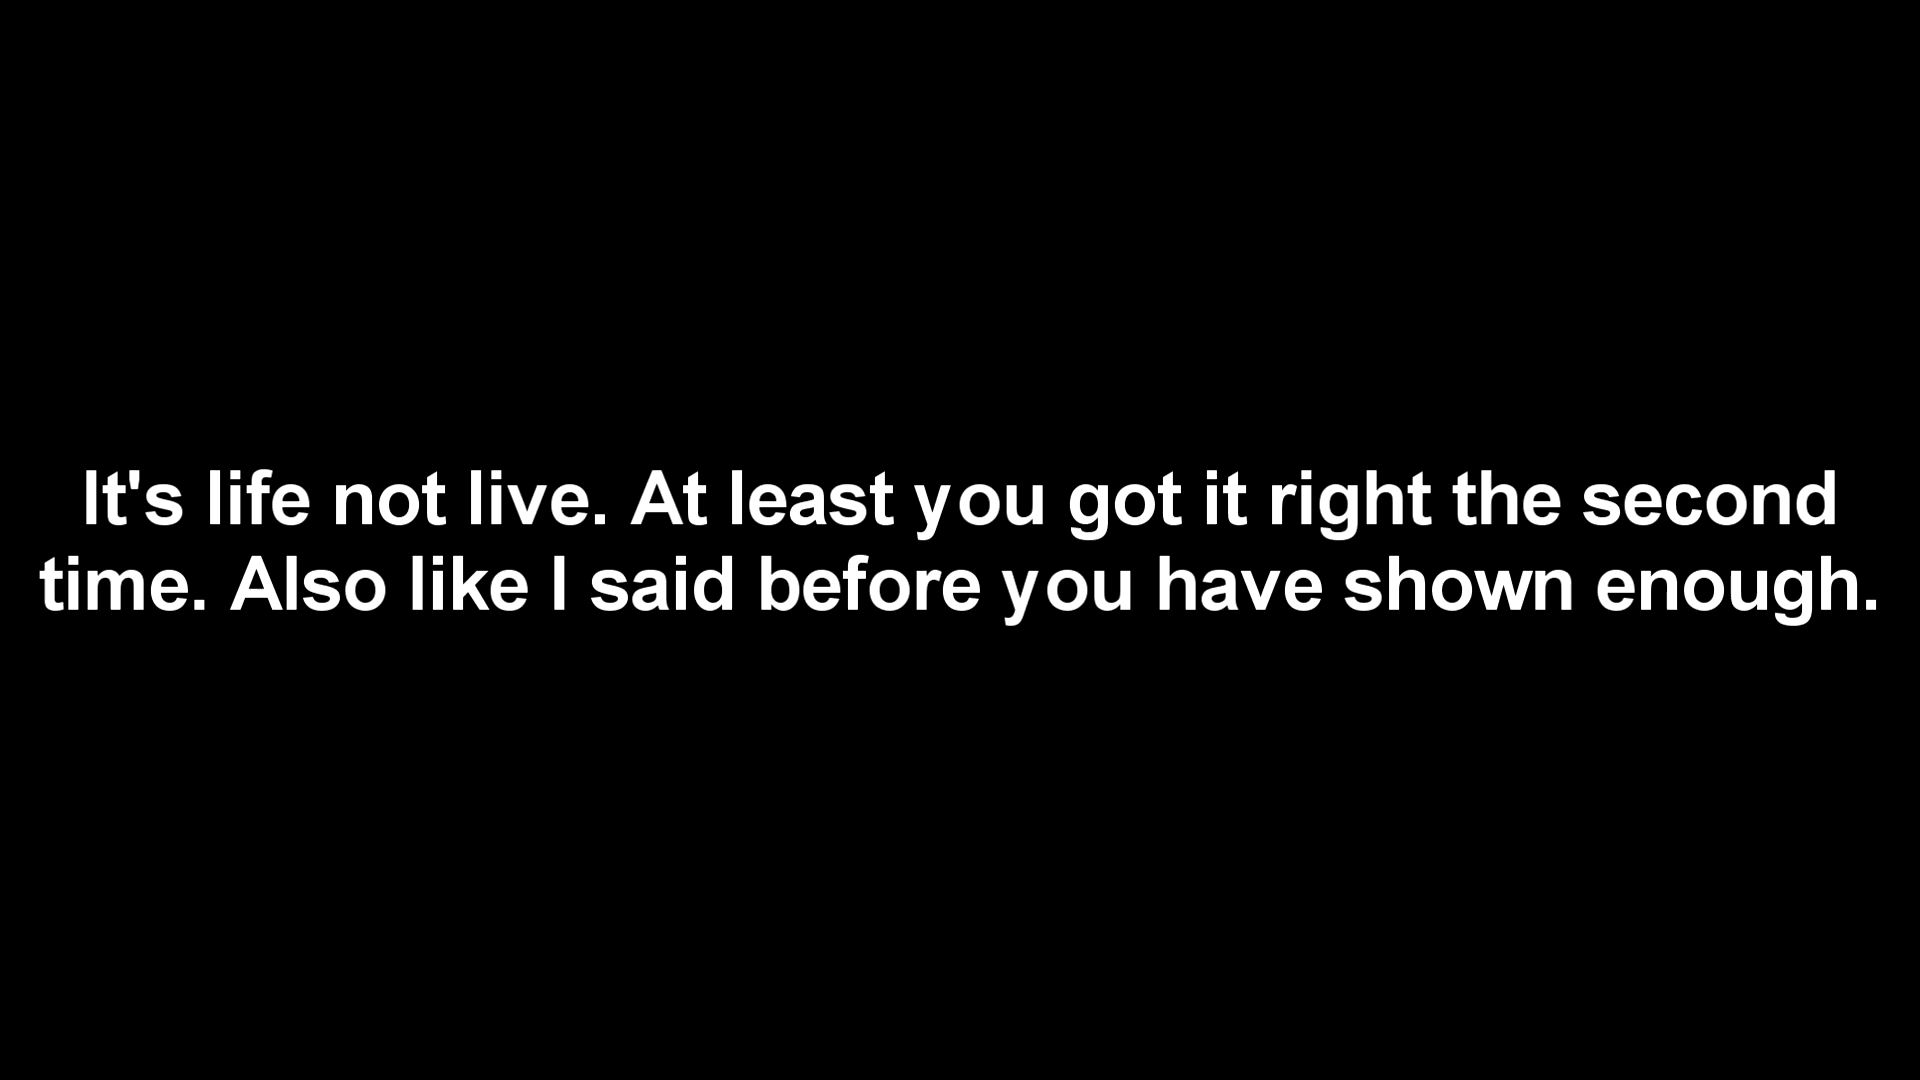 It's life not live. At least you got it right the second
time. Also like I said before you have shown enough.